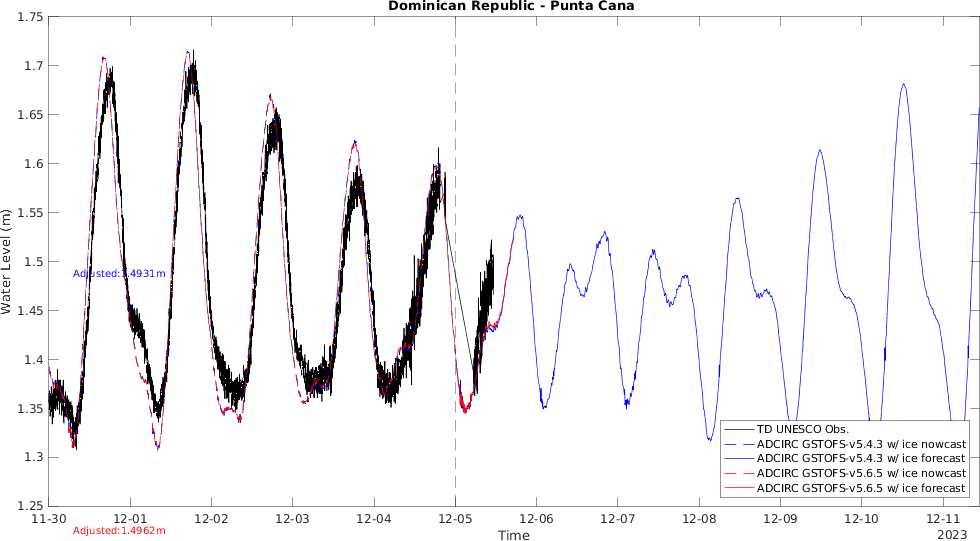 Dominican Republic - Punta Cana
1.75
1.7
1.65
1.6
1.55
1.5
1.45
1.4
1.35
1.3
1.25
Water Level (m)
Adjusted:1.4931m
TD UNESCO Obs.
ADCIRC GSTOFS-v5.4.3 w/ ice nowcast
ADCIRC GSTOFS-v5.4.3 w/ ice forecast
ADCIRC GSTOFS-v5.6.5 w/ ice nowcast
ADCIRC GSTOFS-v5.6.5 w/ ice forecast
11-30 12-01 12-02 12-03 12-04 12-05 12-06 12-07 12-08 12-09 12-10 12-11
Adjusted:1.4962m
Time
2023